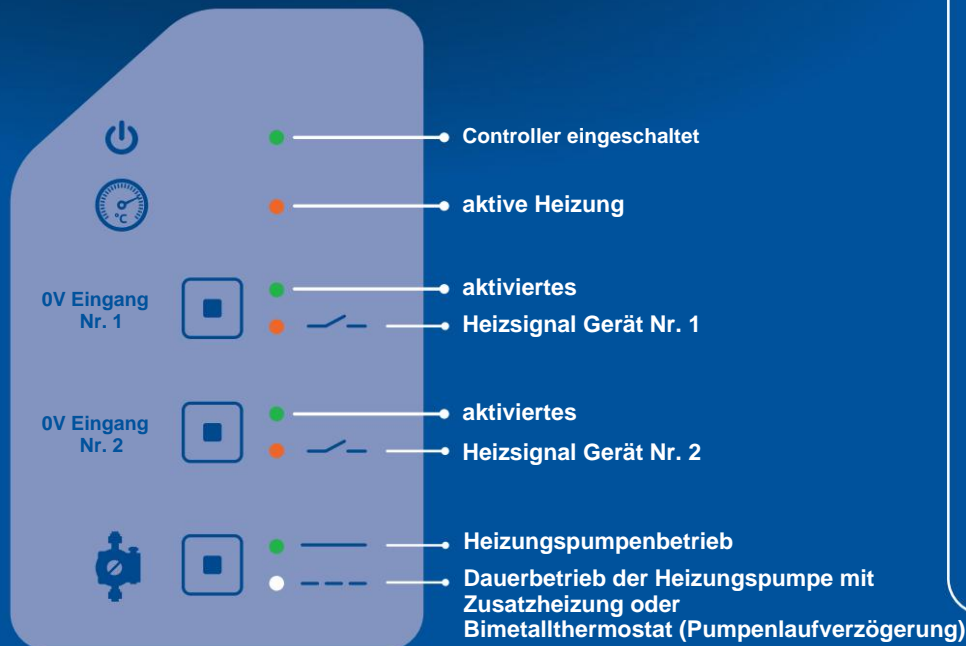 Controller eingeschaltet
°C
aktive Heizung
0V Eingang
Nr. 1
aktiviertes
Heizsignal Gerät Nr. 1
0V Eingang
Nr. 2
aktiviertes
Heizsignal Gerät Nr. 2
Heizungspumpenbetrieb
Dauerbetrieb der Heizungspumpe mit
Zusatzheizung oder
Bimetallthermostat (Pumpenlaufverzögerung)